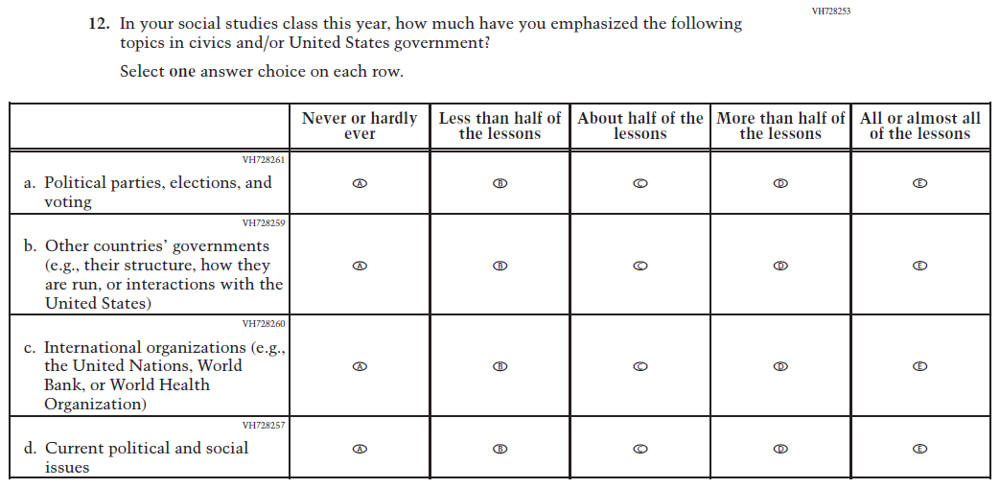 VH728253
12. In your social studies class this year, how much have you emphasized the following
topics in civics and/or United States government?
Select one answer choice on each row.
Never or hardly ever
Less than half of the lessons
About half of the lessons
More than half of the lessons
All or almost all of the lessons
VH728261
a. Political parties, elections, and
voting
A B C D E
VH728259
b. Other countries’ governments
(e.g., their structure, how they
are run, or interactions with the
United States)
A B C D E
VH728260
c. International organizations (e.g.,
the United Nations, World
Bank, or World Health
Organization)
A B C D E
VH728257
d. Current political and social
issues
A B C D E